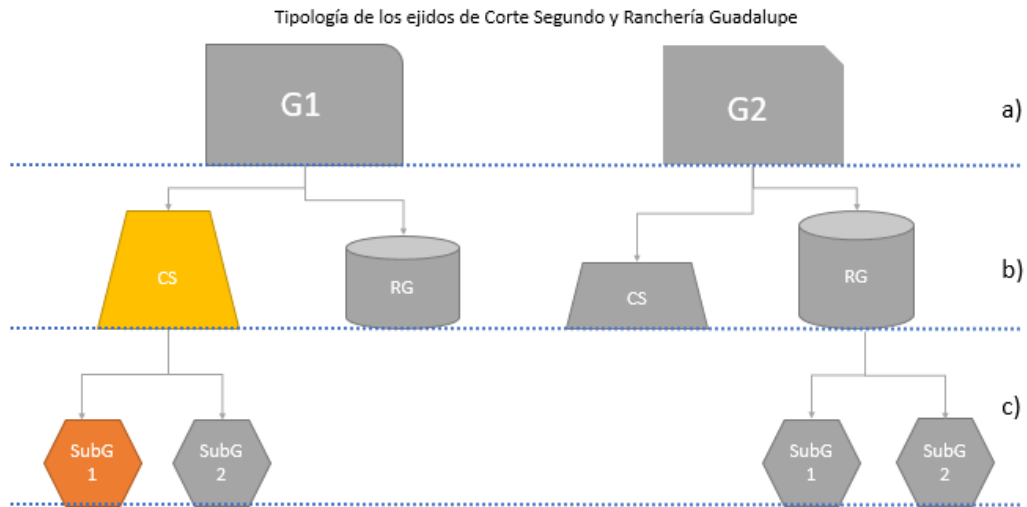 Tipología de los ejidos de Corte Segundo y Ranchería Guadalupe
G1
G2
a)
CS
RG
CS
RG
b)
SubG
1
SubG
2
SubG
1
SubG
2
c)